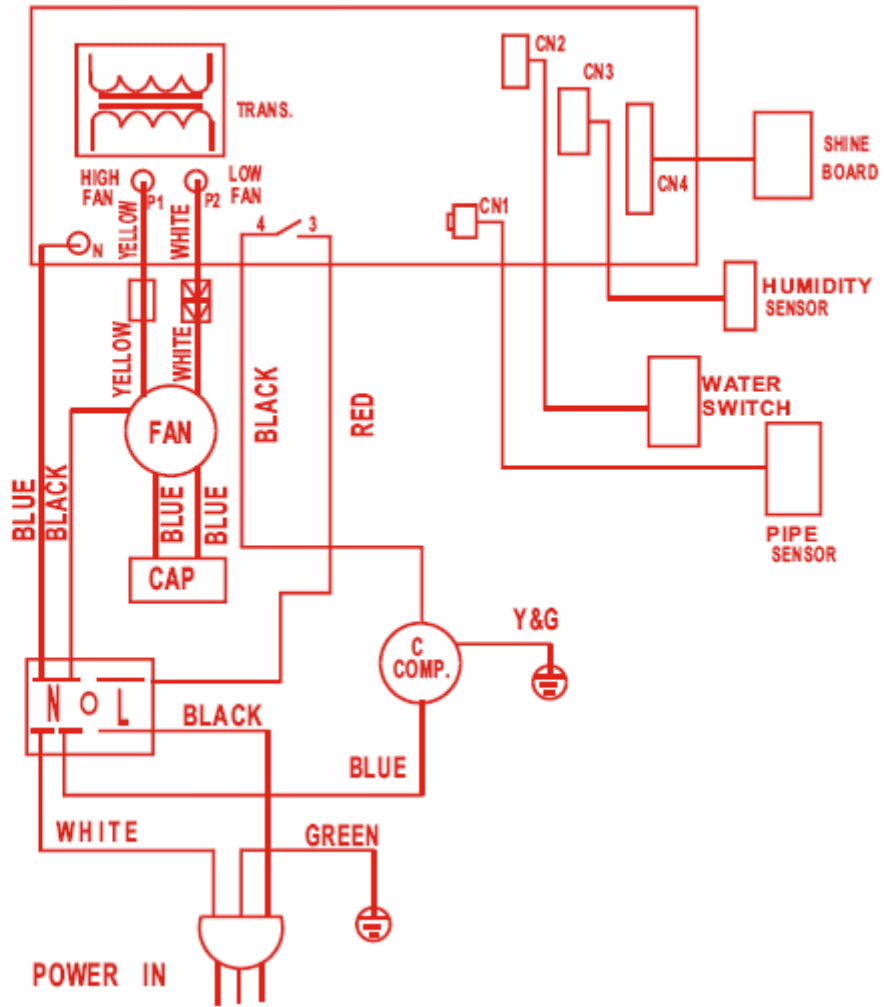 TRANS.
CN2
CN3
CN4
CN1
SHINE
BOARD
HIGH
FAN
LOW
FAN
P1
P2
N
YELLOW
WHITE
4
3
HUMIDITY
SENSOR
YELLOW
WHITE
WATER
SWITCH
FAN
BLACK
RED
BLUE
BLACK
BLUE
BLUE
CAP
PIPE
SENSOR
Y&G
C
COMP.
N
L
BLACK
BLUE
WHITE
GREEN
POWER IN